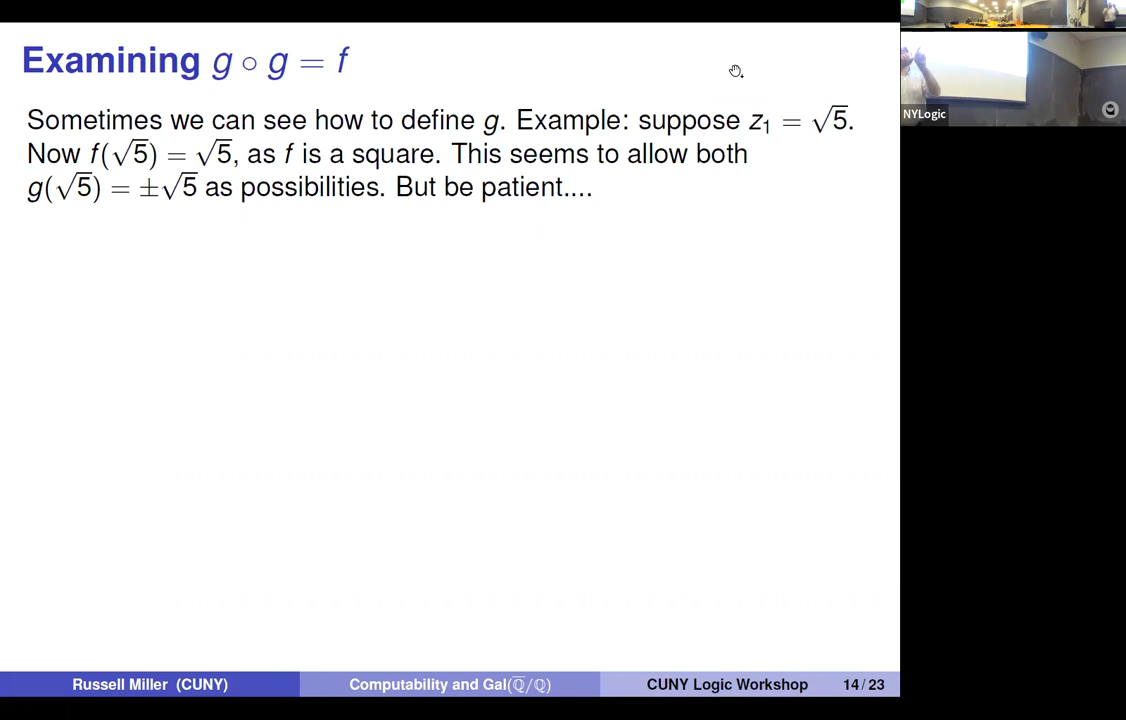 Examining g ∘ g = f
Sometimes we can see how to define g. Example: suppose z₁ = √5.
Now f(√5) = √5, as f is a square. This seems to allow both
g(√5) = ±√5 as possibilities. But be patient....
NYLogic
Russell Miller (CUNY)
Computability and Gal(ℚ̅/ℚ)
CUNY Logic Workshop
14 / 23